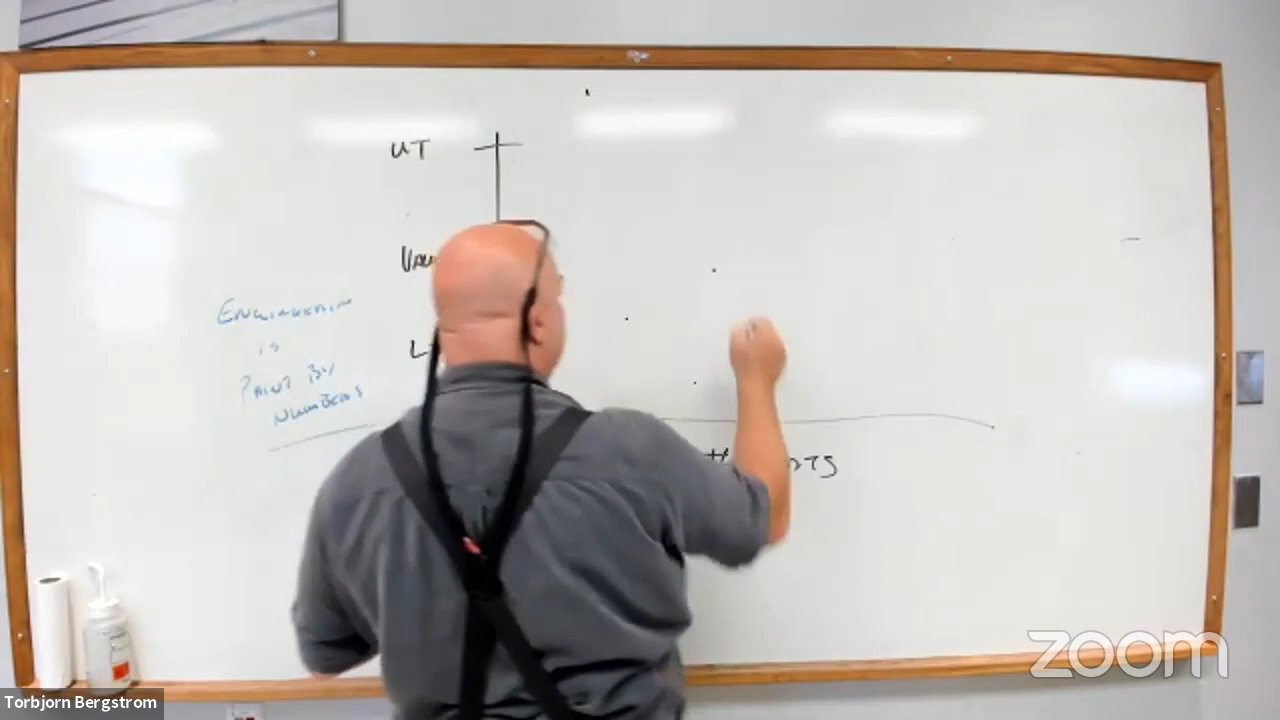 UT
ENGINEERING
IS
PAINT BY
NUMBERS
zoom
Torbjorn Bergstrom